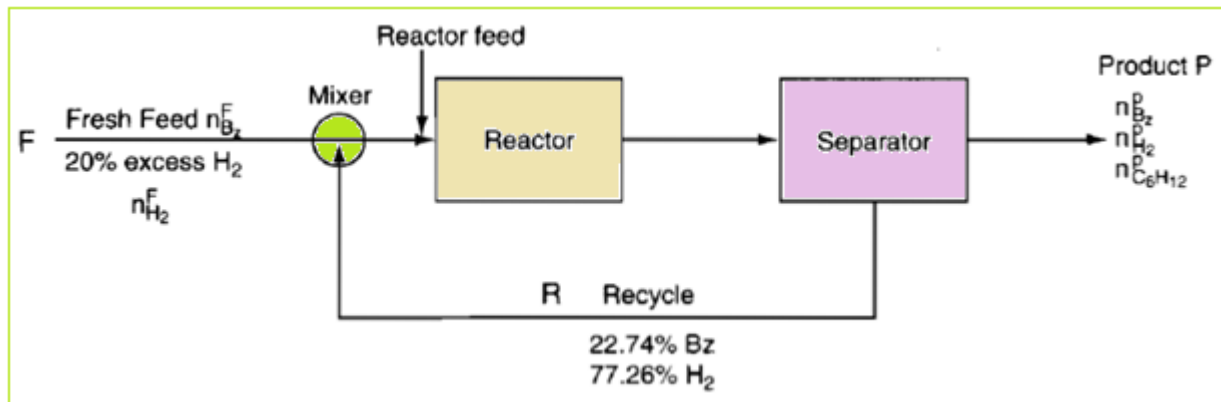 Reactor feed
Mixer
Product P
F
Fresh Feed n^F_Bz
20% excess H₂
n^F_H₂
Reactor
Separator
n^P_Bz
n^P_H₂
n^P_C₆H₁₂
R Recycle
22.74% Bz
77.26% H₂